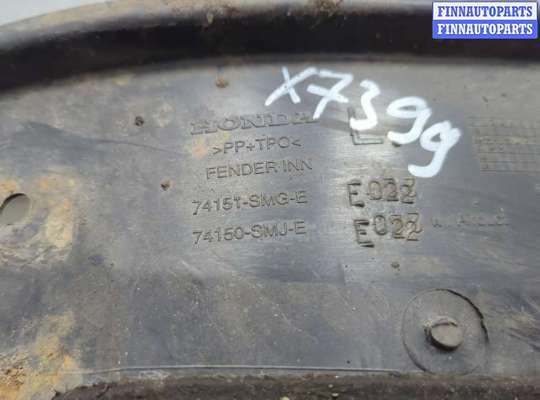 FINNAUTOPARTS
FINNAUTOPARTS
X7399
HONDA
>PP+TPO<
FENDER INN
74151-SMG-E E022
74150-SMJ-E E022